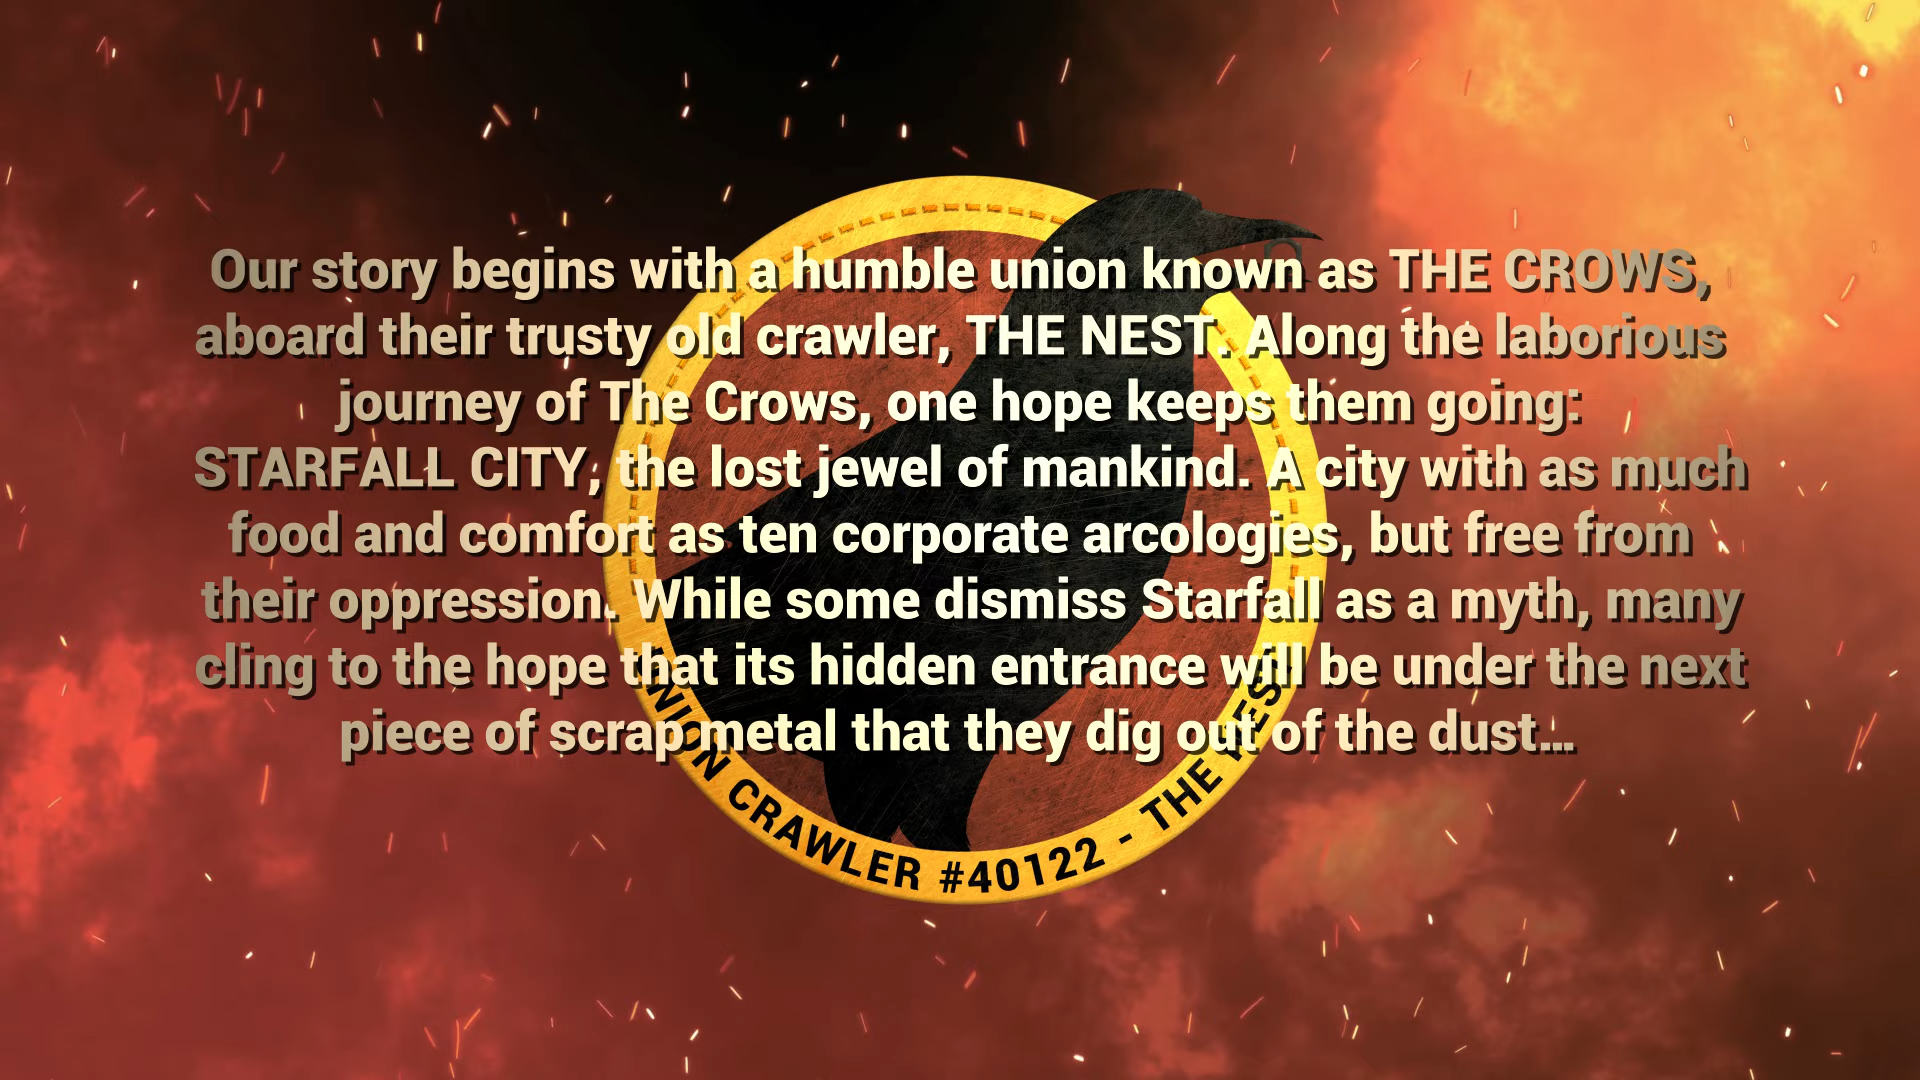 Our story begins with a humble union known as THE CROWS,
aboard their trusty old crawler, THE NEST. Along the laborious
journey of The Crows, one hope keeps them going:
STARFALL CITY, the lost jewel of mankind. A city with as much
food and comfort as ten corporate arcologies, but free from
their oppression. While some dismiss Starfall as a myth, many
cling to the hope that its hidden entrance will be under the next
piece of scrap metal that they dig out of the dust...
CRAWLER #40122 - THE